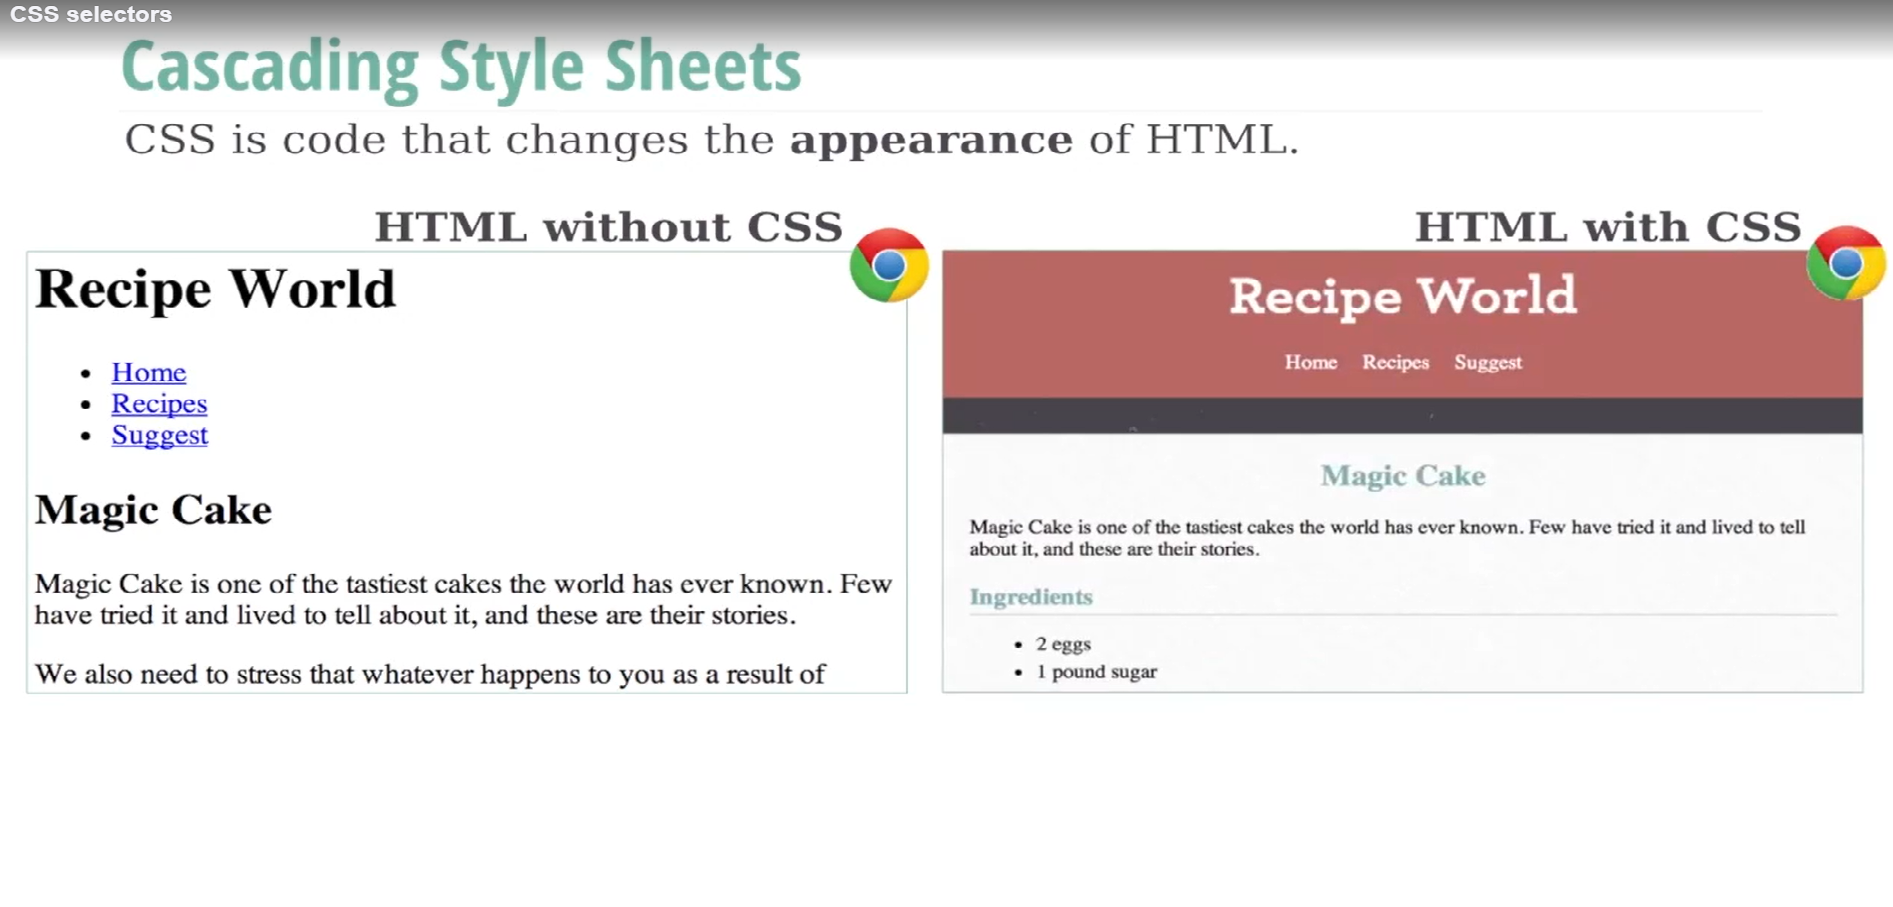 CSS selectors
Cascading Style Sheets
CSS is code that changes the appearance of HTML.
HTML without CSS
Recipe World
Home
Recipes
Suggest
Magic Cake
Magic Cake is one of the tastiest cakes the world has ever known. Few
have tried it and lived to tell about it, and these are their stories.
We also need to stress that whatever happens to you as a result of
HTML with CSS
Recipe World
Home Recipes Suggest
Magic Cake
Magic Cake is one of the tastiest cakes the world has ever known. Few have tried it and lived to tell
about it, and these are their stories.
Ingredients
2 eggs
1 pound sugar